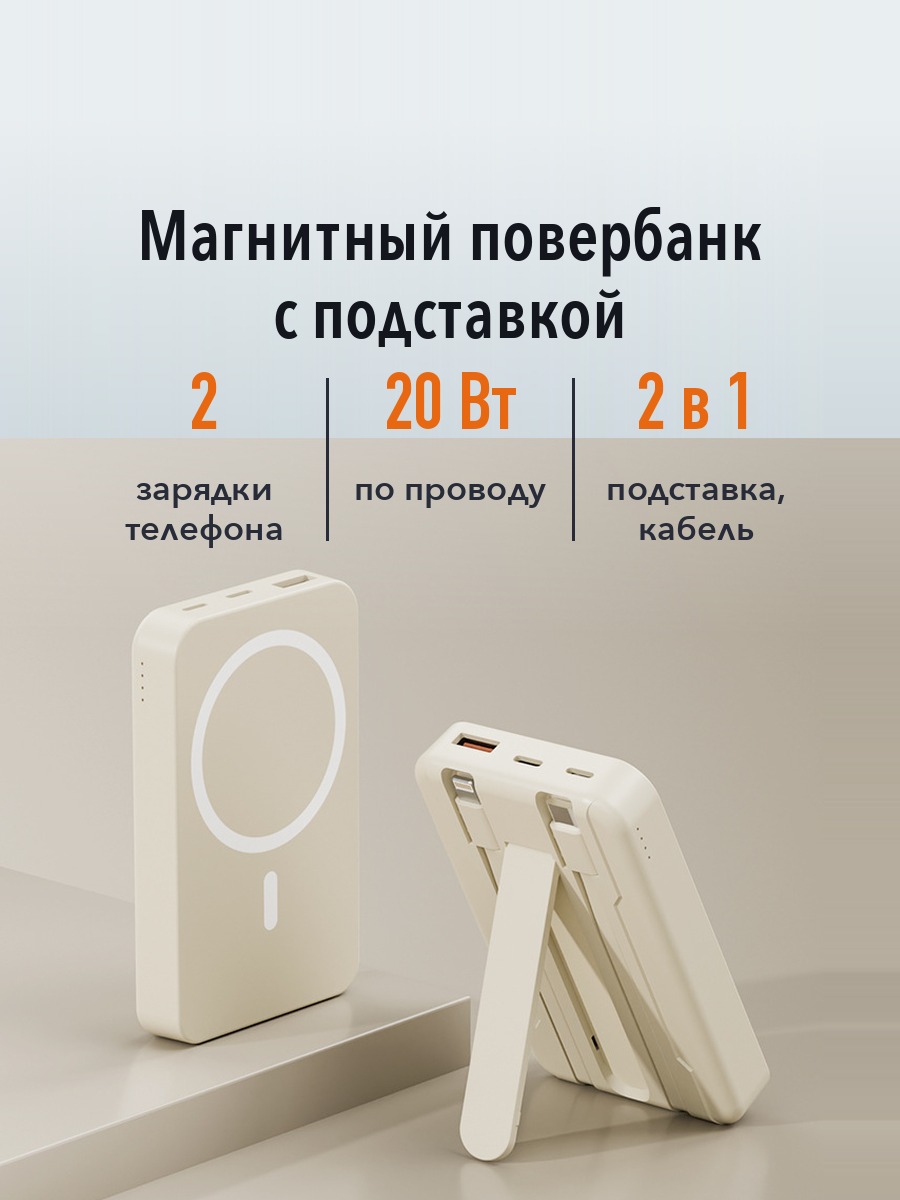 Магнитный повербанк
с подставкой
2
20 Вт
2 в 1
зарядки
телефона
по проводу
подставка,
кабель